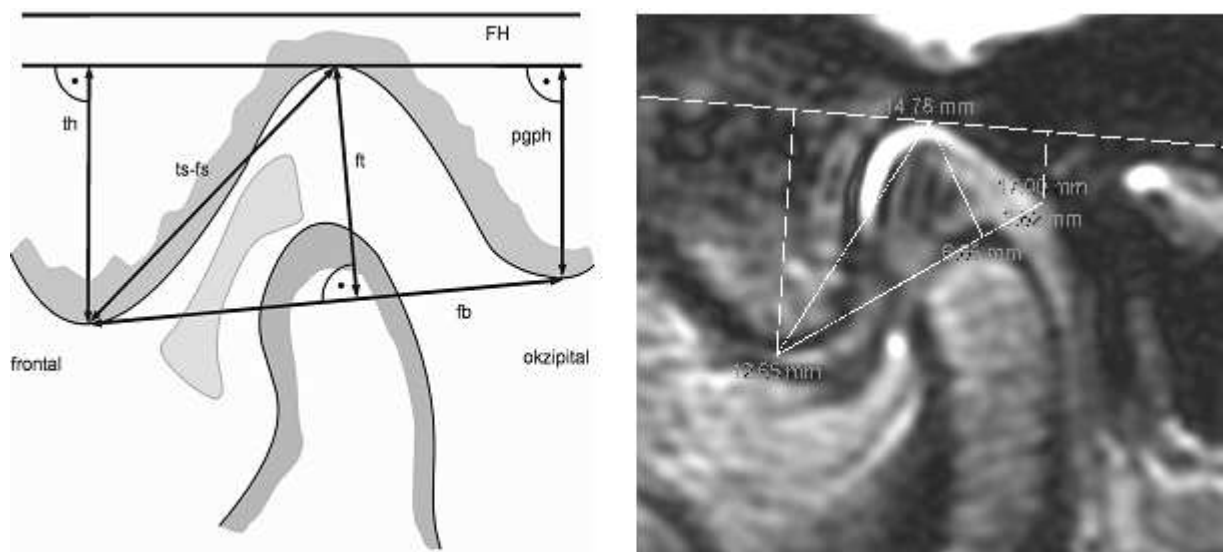 FH
th
ts-fs
ft
pgph
fb
frontal
okzipital
14.78 mm
12.65 mm